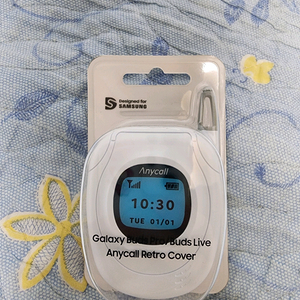 Designed for
SAMSUNG
Anycall
10:30
TUE 01/01
Galaxy Buds Pro/Buds Live
Anycall Retro Cover